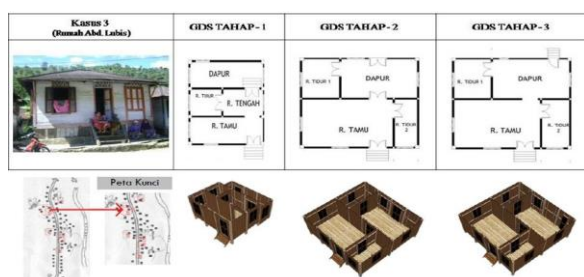 Kasus 3
(Rumah Abd. Lubis)
GDS TAHAP - 1
GDS TAHAP - 2
GDS TAHAP - 3
DAPUR
R. TIDUR
R. TENGAH
R. TAMU
R. TIDUR 1
DAPUR
R. TAMU
R. TIDUR
2
R. TIDUR 1
DAPUR
R. TAMU
R. TIDUR
2
Peta Kunci